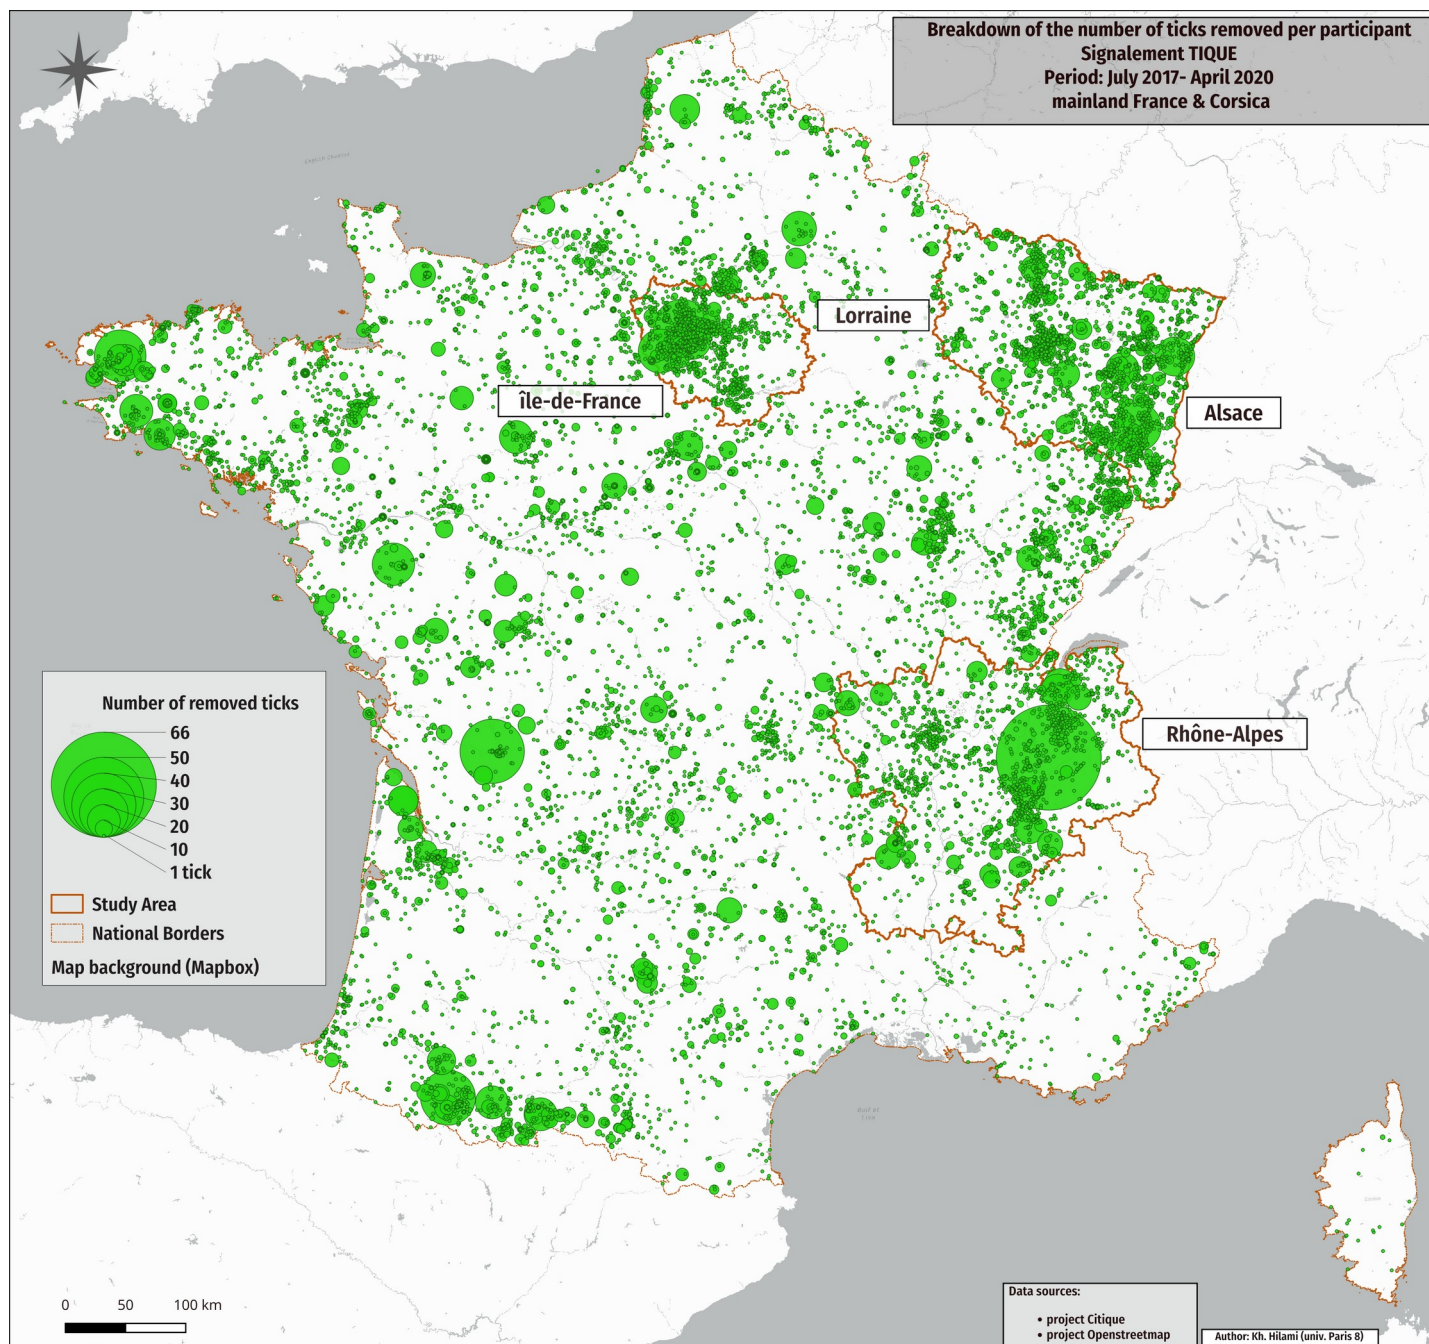 Breakdown of the number of ticks removed per participant
Signalement TIQUE
Period: July 2017- April 2020
mainland France & Corsica
Lorraine
île-de-France
Alsace
Rhône-Alpes
Number of removed ticks
66
50
40
30
20
10
1 tick
Study Area
National Borders
Map background (Mapbox)
0 50 100 km
Data sources:
• project Citique
• project Openstreetmap
Author: Kh. Hilami (univ. Paris 8)